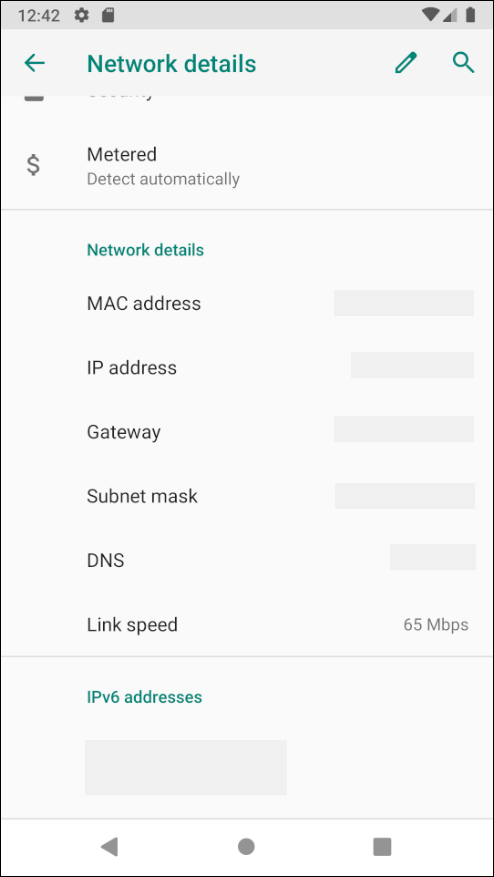 12:42
Network details
Metered
Detect automatically
Network details
MAC address
IP address
Gateway
Subnet mask
DNS
Link speed 65 Mbps
IPv6 addresses